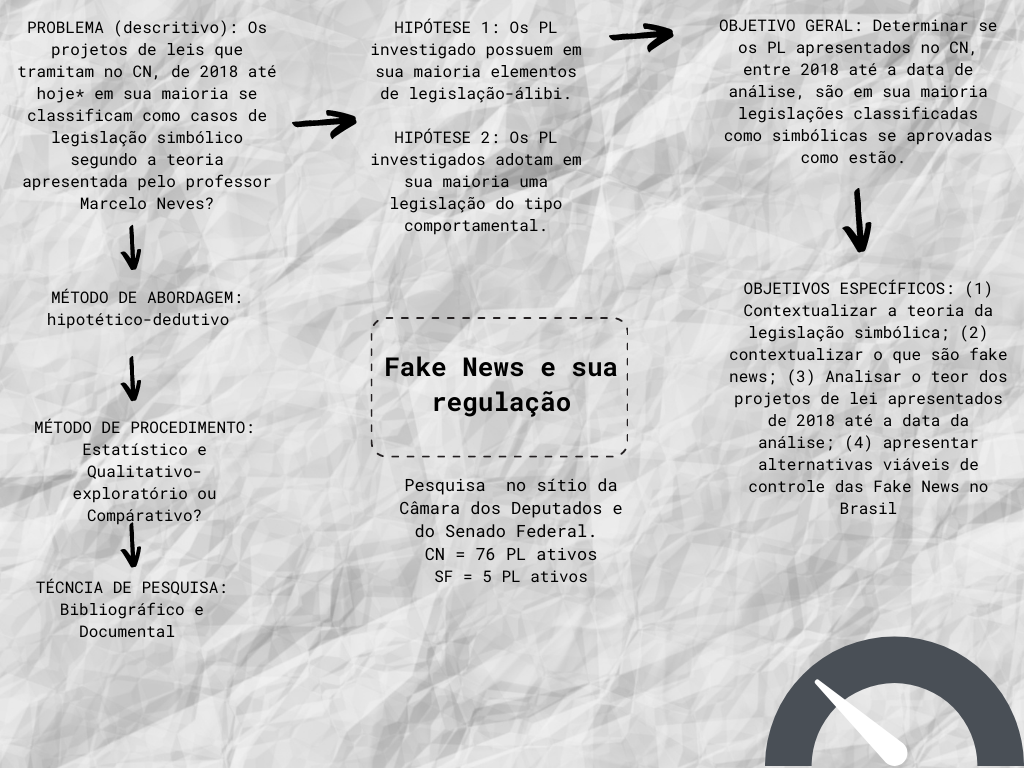 PROBLEMA (descritivo): Os
projetos de leis que
tramitam no CN, de 2018 até
hoje* em sua maioria se
classificam como casos de
legislação simbólico
segundo a teoria
apresentada pelo professor
Marcelo Neves?
MÉTODO DE ABORDAGEM:
hipotético-dedutivo
MÉTODO DE PROCEDIMENTO:
Estatístico e
Qualitativo-
exploratório ou
Compárativo?
TÉCNCIA DE PESQUISA:
Bibliográfico e
Documental
HIPÓTESE 1: Os PL
investigado possuem em
sua maioria elementos
de legislação-álibi.
HIPÓTESE 2: Os PL
investigados adotam em
sua maioria uma
legislação do tipo
comportamental.
Fake News e sua
regulação
Pesquisa no sítio da
Câmara dos Deputados e
do Senado Federal.
CN = 76 PL ativos
SF = 5 PL ativos
OBJETIVO GERAL: Determinar se
os PL apresentados no CN,
entre 2018 até a data de
análise, são em sua maioria
legislações classificadas
como simbólicas se aprovadas
como estão.
OBJETIVOS ESPECÍFICOS: (1)
Contextualizar a teoria da
legislação simbólica; (2)
contextualizar o que são fake
news; (3) Analisar o teor dos
projetos de lei apresentados
de 2018 até a data da
análise; (4) apresentar
alternativas viáveis de
controle das Fake News no
Brasil